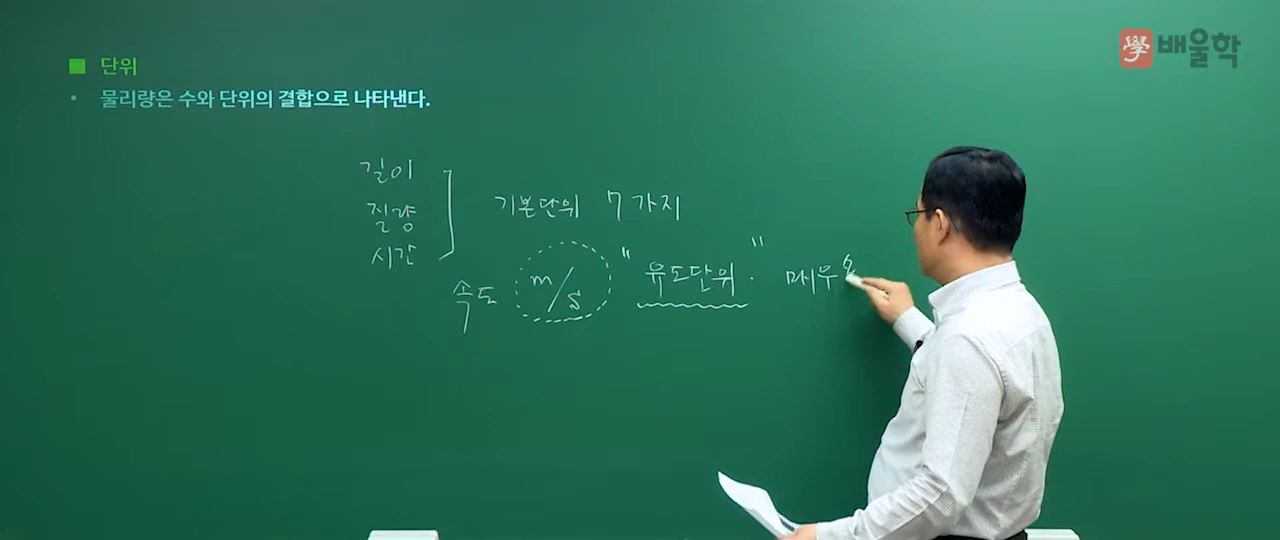 學 배울학
■ 단위
• 물리량은 수와 단위의 결합으로 나타낸다.
길이
질량
시간
기본단위 7가지
속도 m/s "유도단위." 매우